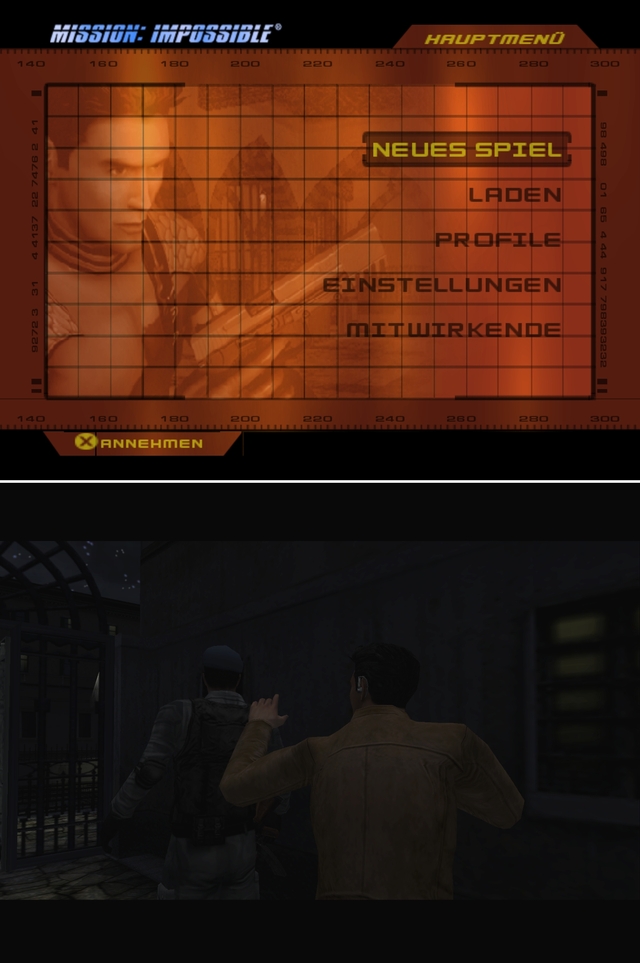 MISSION: IMPOSSIBLE®
HAUPTMENÜ
140 160 180 200 220 240 260 280 300
NEUES SPIEL
LADEN
PROFILE
EINSTELLUNGEN
MITWIRKENDE
140 160 180 200 220 240 260 280 300
X ANNEHMEN